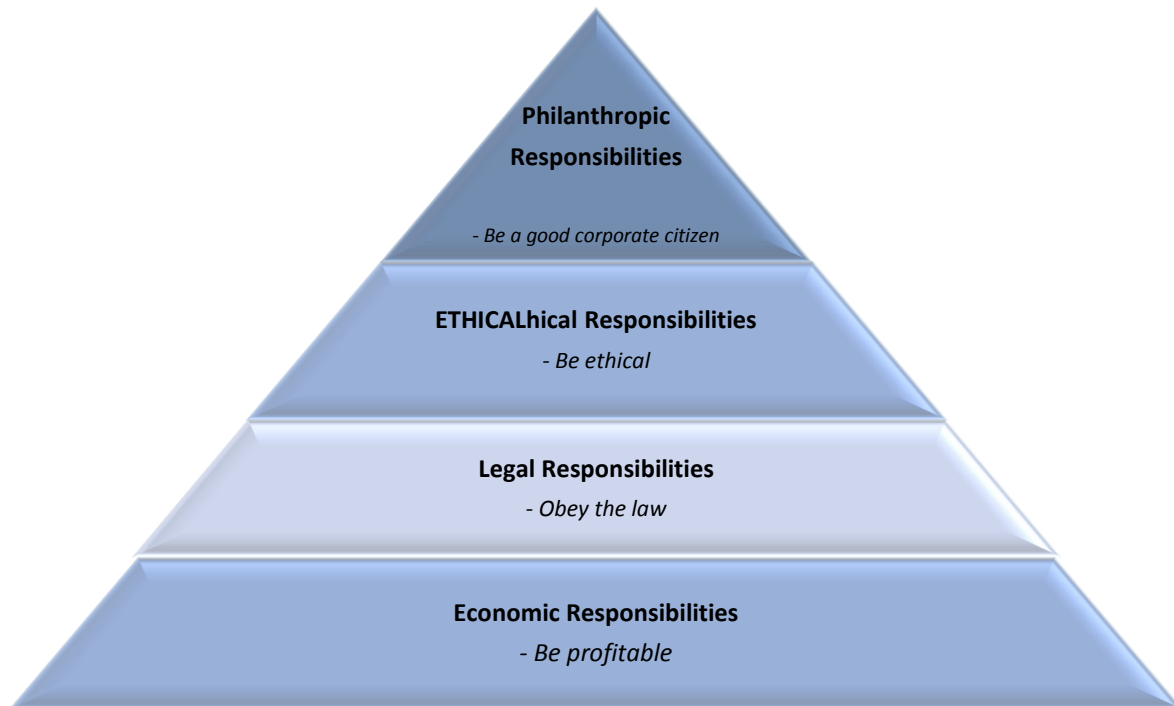 Philanthropic
Responsibilities
- Be a good corporate citizen
ETHICALhical Responsibilities
- Be ethical
Legal Responsibilities
- Obey the law
Economic Responsibilities
- Be profitable